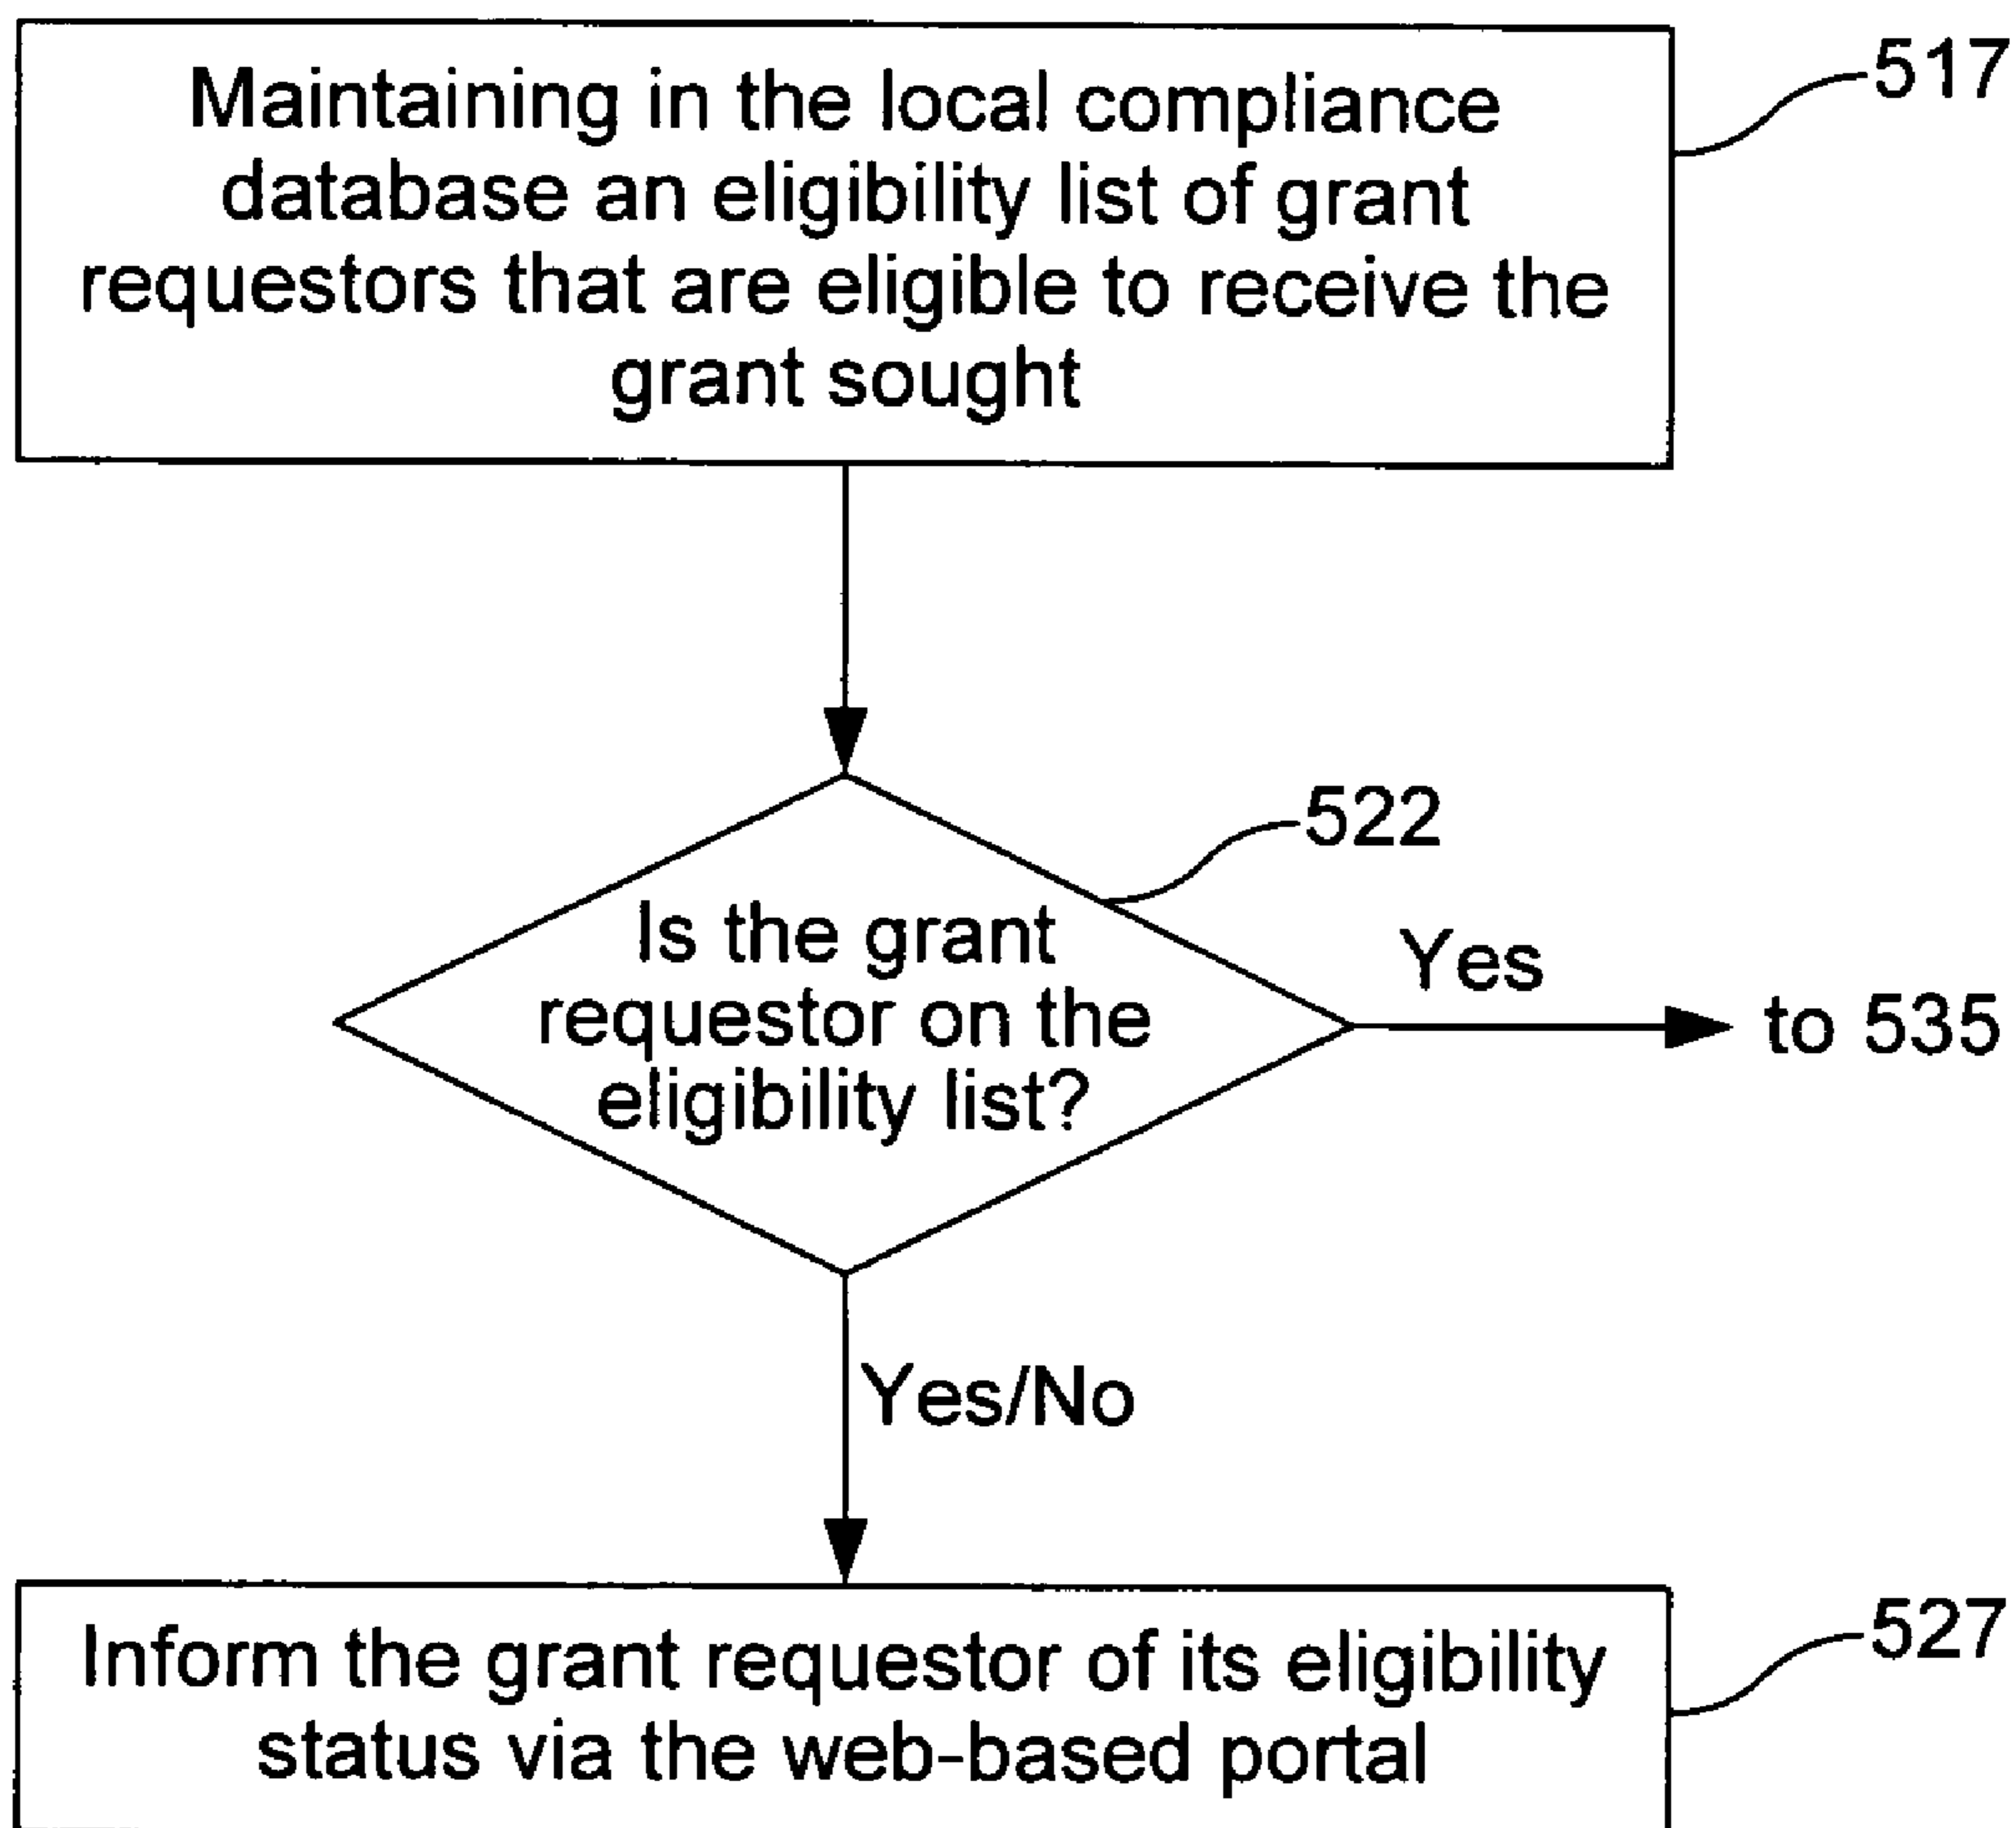 Maintaining in the local compliance
database an eligibility list of grant
requestors that are eligible to receive the
grant sought
517
522
Is the grant
requestor on the
eligibility list?
Yes
to 535
Yes/No
Inform the grant requestor of its eligibility
status via the web-based portal
527